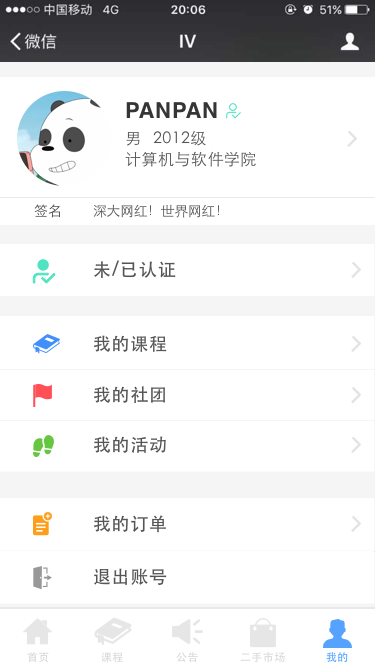 中国移动 4G 20:06 51%
微信 IV
PANPAN
男 2012级
计算机与软件学院
签名 深大网红！世界网红！
未/已认证
我的课程
我的社团
我的活动
我的订单
退出账号
首页 课程 公告 二手市场 我的